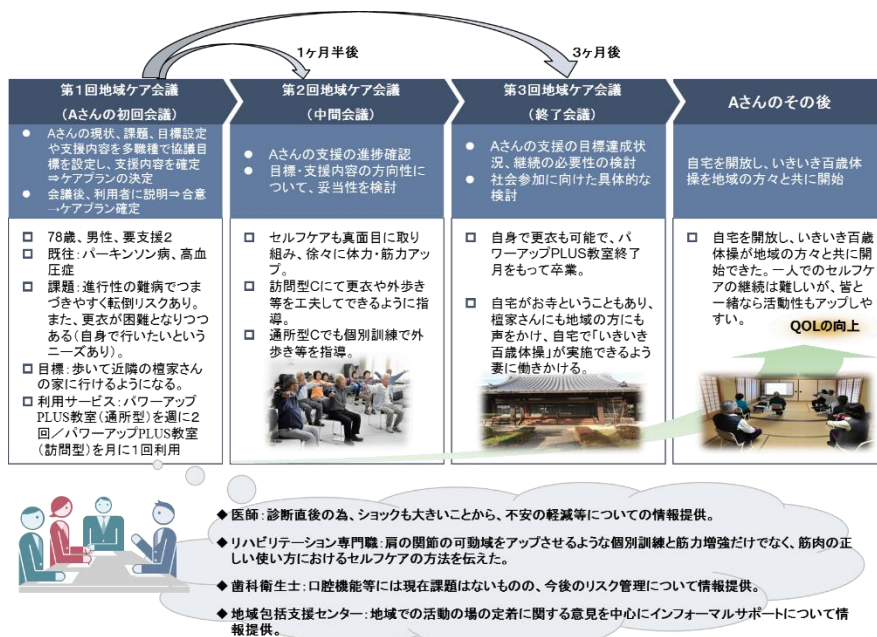 1ヶ月半後
3ヶ月後
第1回地域ケア会議
(Aさんの初回会議)
● Aさんの現状、課題、目標設定
や支援内容を多職種で協議
目標を設定し、支援内容を確定
⇒ケアプランの決定
● 会議後、利用者に説明⇒合意
→ケアプラン確定
□ 78歳、男性、要支援2
□ 既往:パーキンソン病、高血
圧症
□ 課題:進行性の難病でつま
づきやすく転倒リスクあり。
また、更衣が困難となりつつ
ある(自身で行いたいという
ニーズあり)。
□ 目標:歩いて近隣の檀家さん
の家に行けるようになる。
□ 利用サービス:パワーアップ
PLUS教室(通所型)を週に2
回/パワーアップPLUS教室
(訪問型)を月に1回利用
第2回地域ケア会議
(中間会議)
● Aさんの支援の進捗確認
● 目標・支援内容の方向性に
ついて、妥当性を検討
□ セルフケアも真面目に取り
組み、徐々に体力・筋力アッ
プ。
□ 訪問型Cにて更衣や外歩き
等を工夫してできるように指
導。
□ 通所型Cでも個別訓練で外
歩き等を指導。
第3回地域ケア会議
(終了会議)
● Aさんの支援の目標達成状
況、継続の必要性の検討
● 社会参加に向けた具体的な
検討
□ 自身で更衣も可能で、パ
ワーアップPLUS教室終了
月をもって卒業。
□ 自宅がお寺ということもあり、
檀家さんにも地域の方にも
声をかけ、自宅で「いきいき
百歳体操」が実施できるよう
妻に働きかける。
Aさんのその後
自宅を開放し、いきいき百歳体
操を地域の方々と共に開始
□ 自宅を開放し、いきいき百歳
体操が地域の方々と共に開
始できた。一人でのセルフケ
アの継続は難しいが、皆と
一緒なら活動性もアップしや
すい。
QOLの向上
◆ 医師:診断直後の為、ショックも大きいことから、不安の軽減等についての情報提供。
◆ リハビリテーション専門職:肩の関節の可動域をアップさせるような個別訓練と筋力増強だけでなく、筋肉の正
しい使い方におけるセルフケアの方法を伝えた。
◆ 歯科衛生士:口腔機能等には現在課題はないものの、今後のリスク管理について情報提供。
◆ 地域包括支援センター:地域での活動の場の定着に関する意見を中心にインフォーマルサポートについて情
報提供。